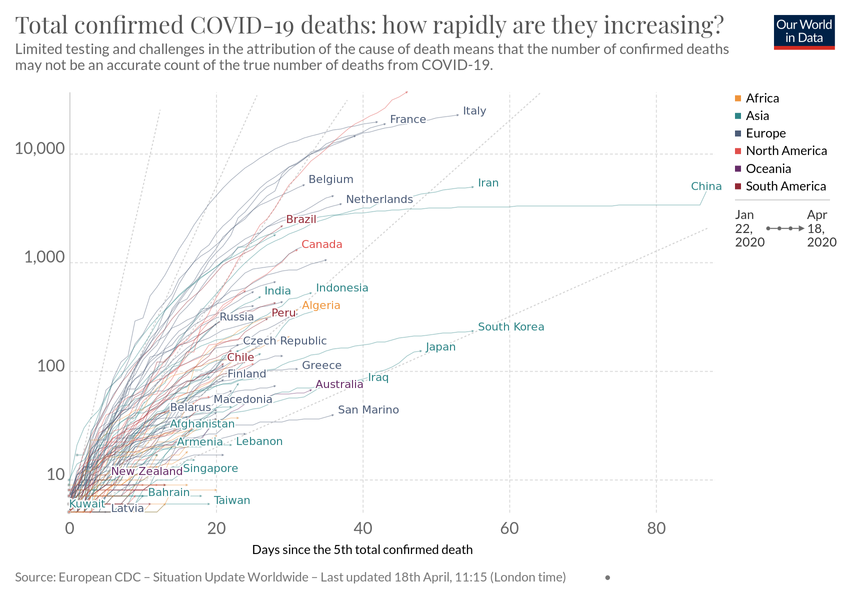 Total confirmed COVID-19 deaths: how rapidly are they increasing?
Our World
in Data
Limited testing and challenges in the attribution of the cause of death means that the number of confirmed deaths
may not be an accurate count of the true number of deaths from COVID-19.
Africa
Asia
Europe
North America
Oceania
South America
Jan
22,
2020
Apr
18,
2020
10,000
1,000
100
10
Italy
France
Belgium
Iran
China
Netherlands
Brazil
Canada
India
Indonesia
Algeria
Russia
Peru
South Korea
Czech Republic
Japan
Chile
Greece
Finland
Iraq
Australia
Macedonia
Belarus
San Marino
Afghanistan
Armenia
Lebanon
New Zealand
Singapore
Bahrain
Taiwan
Kuwait
Latvia
0
20
40
60
80
Days since the 5th total confirmed death
Source: European CDC – Situation Update Worldwide – Last updated 18th April, 11:15 (London time)